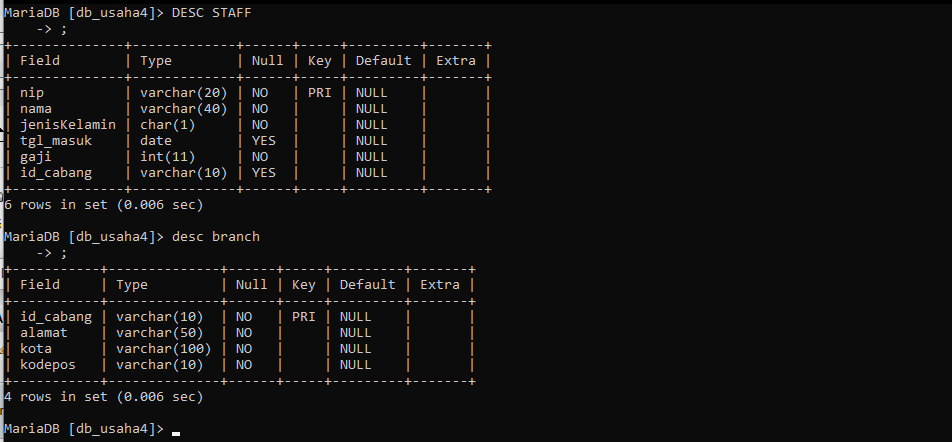 MariaDB [db_usaha4]> DESC STAFF
    -> ;
+--------------+-------------+------+-----+---------+-------+
| Field        | Type        | Null | Key | Default | Extra |
+--------------+-------------+------+-----+---------+-------+
| nip          | varchar(20) | NO   | PRI | NULL    |       |
| nama         | varchar(40) | NO   |     | NULL    |       |
| jenisKelamin | char(1)     | NO   |     | NULL    |       |
| tgl_masuk    | date        | YES  |     | NULL    |       |
| gaji         | int(11)     | NO   |     | NULL    |       |
| id_cabang    | varchar(10) | YES  |     | NULL    |       |
+--------------+-------------+------+-----+---------+-------+
6 rows in set (0.006 sec)
MariaDB [db_usaha4]> desc branch
    -> ;
+-----------+--------------+------+-----+---------+-------+
| Field     | Type         | Null | Key | Default | Extra |
+-----------+--------------+------+-----+---------+-------+
| id_cabang | varchar(10)  | NO   | PRI | NULL    |       |
| alamat    | varchar(50)  | NO   |     | NULL    |       |
| kota      | varchar(100) | NO   |     | NULL    |       |
| kodepos   | varchar(10)  | NO   |     | NULL    |       |
+-----------+--------------+------+-----+---------+-------+
4 rows in set (0.006 sec)
MariaDB [db_usaha4]>